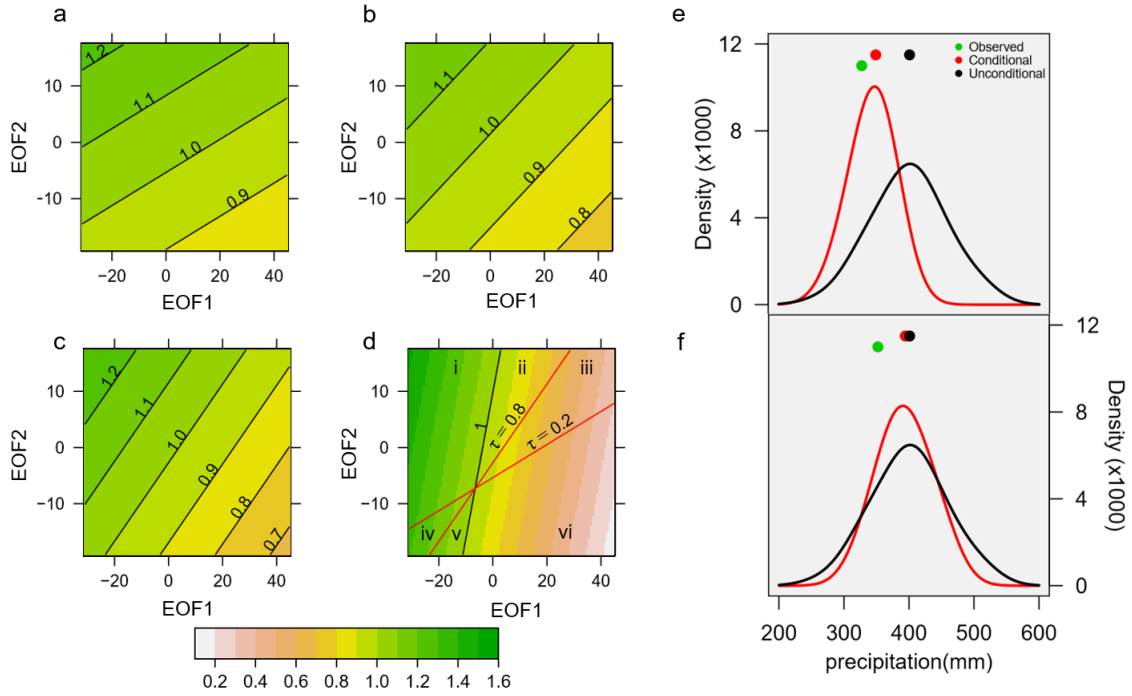 a
1.2
1.1
1.0
0.9
10
0
−10
EOF2
−20
0
20
40
EOF1
b
1.1
1.0
0.9
0.8
10
0
−10
EOF2
−20
0
20
40
EOF1
c
1.2
1.1
1.0
0.9
0.8
0.7
10
0
−10
EOF2
−20
0
20
40
EOF1
d
i
ii
iii
1
τ = 0.8
τ = 0.2
iv
v
vi
10
0
−10
EOF2
−20
0
20
40
EOF1
0.2
0.4
0.6
0.8
1.0
1.2
1.4
1.6
e
Observed
Conditional
Unconditional
12
8
4
0
Density (x1000)
f
12
8
4
0
Density (x1000)
200
300
400
500
600
precipitation(mm)